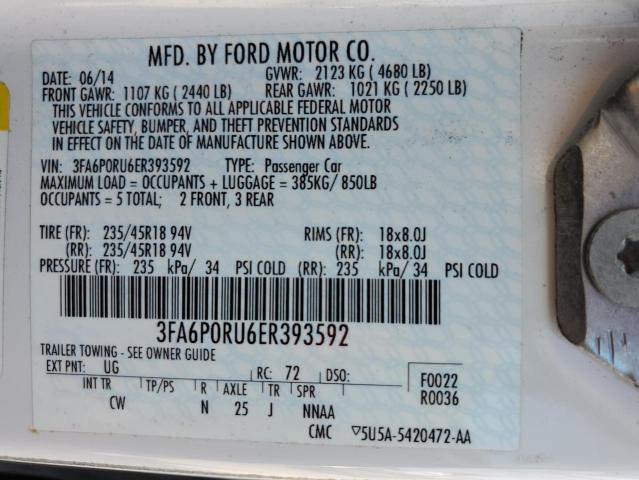 MFD. BY FORD MOTOR CO.
DATE: 06/14 GVWR: 2123 KG ( 4680 LB)
FRONT GAWR: 1107 KG ( 2440 LB) REAR GAWR: 1021 KG ( 2250 LB)
THIS VEHICLE CONFORMS TO ALL APPLICABLE FEDERAL MOTOR
VEHICLE SAFETY, BUMPER, AND THEFT PREVENTION STANDARDS
IN EFFECT ON THE DATE OF MANUFACTURE SHOWN ABOVE.
VIN: 3FA6P0RU6ER393592 TYPE: Passenger Car
MAXIMUM LOAD = OCCUPANTS + LUGGAGE = 385KG/ 850LB
OCCUPANTS = 5 TOTAL; 2 FRONT, 3 REAR
TIRE (FR): 235/45R18 94V RIMS (FR): 18x8.0J
(RR): 235/45R18 94V (RR): 18x8.0J
PRESSURE (FR): 235 kPa/ 34 PSI COLD (RR): 235 kPa/ 34 PSI COLD
3FA6P0RU6ER393592
TRAILER TOWING - SEE OWNER GUIDE
EXT PNT: UG RC: 72 DSO: F0022
INT TR TP/PS R AXLE TR SPR R0036
CW N 25 J NNAA
CMC ▽5U5A-5420472-AA